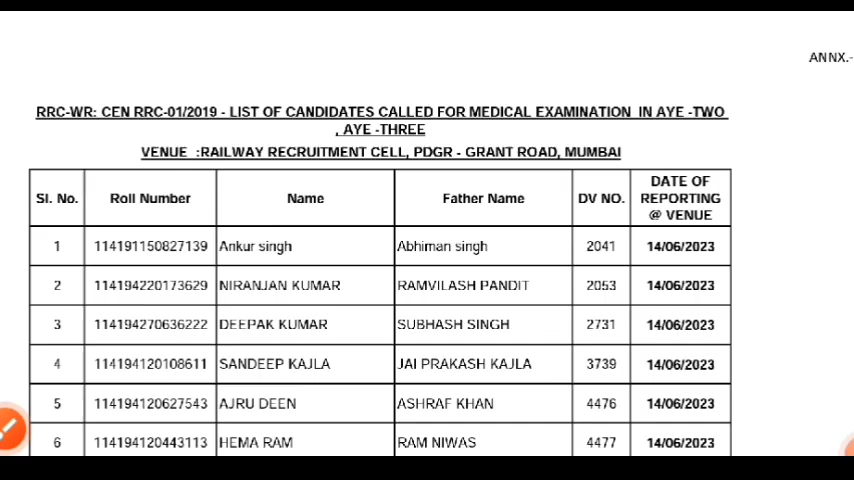 ANNX.-
RRC-WR: CEN RRC-01/2019 - LIST OF CANDIDATES CALLED FOR MEDICAL EXAMINATION IN AYE -TWO
, AYE -THREE
VENUE :RAILWAY RECRUITMENT CELL, PDGR - GRANT ROAD, MUMBAI
Sl. No. Roll Number Name Father Name DV NO. DATE OF REPORTING @ VENUE
1 114191150827139 Ankur singh Abhiman singh 2041 14/06/2023
2 114194220173629 NIRANJAN KUMAR RAMVILASH PANDIT 2053 14/06/2023
3 114194270636222 DEEPAK KUMAR SUBHASH SINGH 2731 14/06/2023
4 114194120108611 SANDEEP KAJLA JAI PRAKASH KAJLA 3739 14/06/2023
5 114194120627543 AJRU DEEN ASHRAF KHAN 4476 14/06/2023
6 114194120443113 HEMA RAM RAM NIWAS 4477 14/06/2023